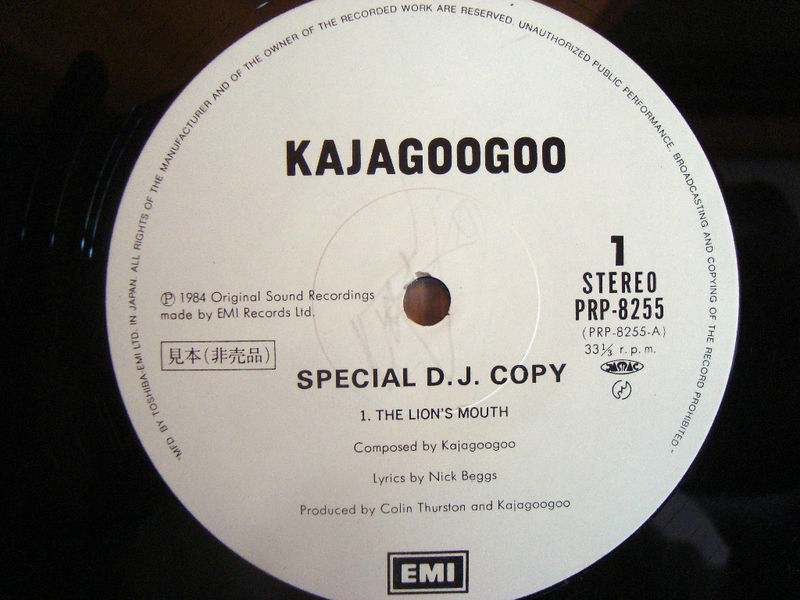 "MFD BY TOSHIBA-EMI LTD. IN JAPAN. ALL RIGHTS OF THE MANUFACTURER AND OF THE OWNER OF THE RECORDED WORK ARE RESERVED. UNAUTHORIZED PUBLIC PERFORMANCE, BROADCASTING AND COPYING OF THE RECORD PROHIBITED."
KAJAGOOGOO
1
STEREO
PRP-8255
(PRP-8255-A)
33⅓ r.p.m.
JASRAC
Ⓟ 1984 Original Sound Recordings
made by EMI Records Ltd.
見本(非売品)
SPECIAL D.J. COPY
1. THE LION'S MOUTH
Composed by Kajagoogoo
Lyrics by Nick Beggs
Produced by Colin Thurston and Kajagoogoo
EMI